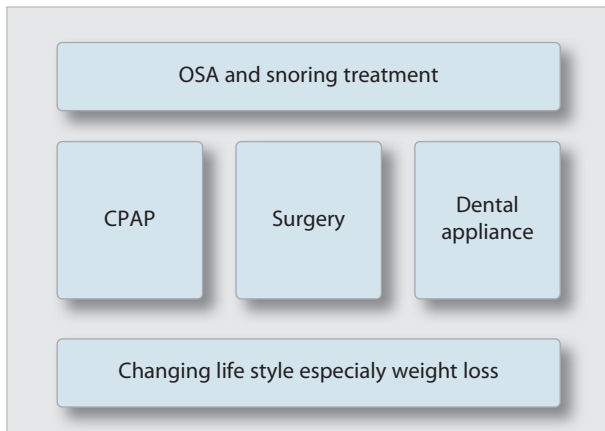 OSA and snoring treatment
CPAP
Surgery
Dental
appliance
Changing life style especialy weight loss